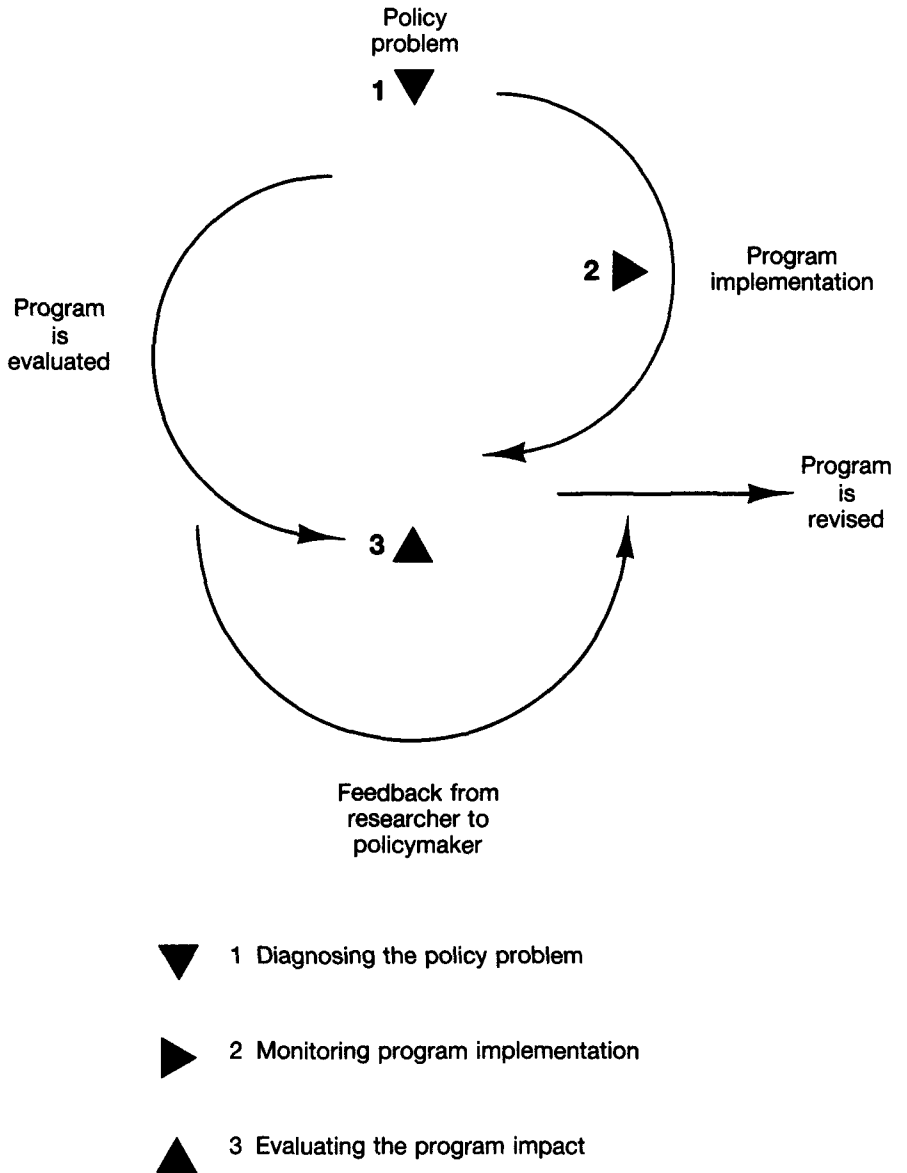 Policy
problem
1
2
Program
implementation
Program
is
evaluated
Program
is
revised
3
Feedback from
researcher to
policymaker
1 Diagnosing the policy problem
2 Monitoring program implementation
3 Evaluating the program impact